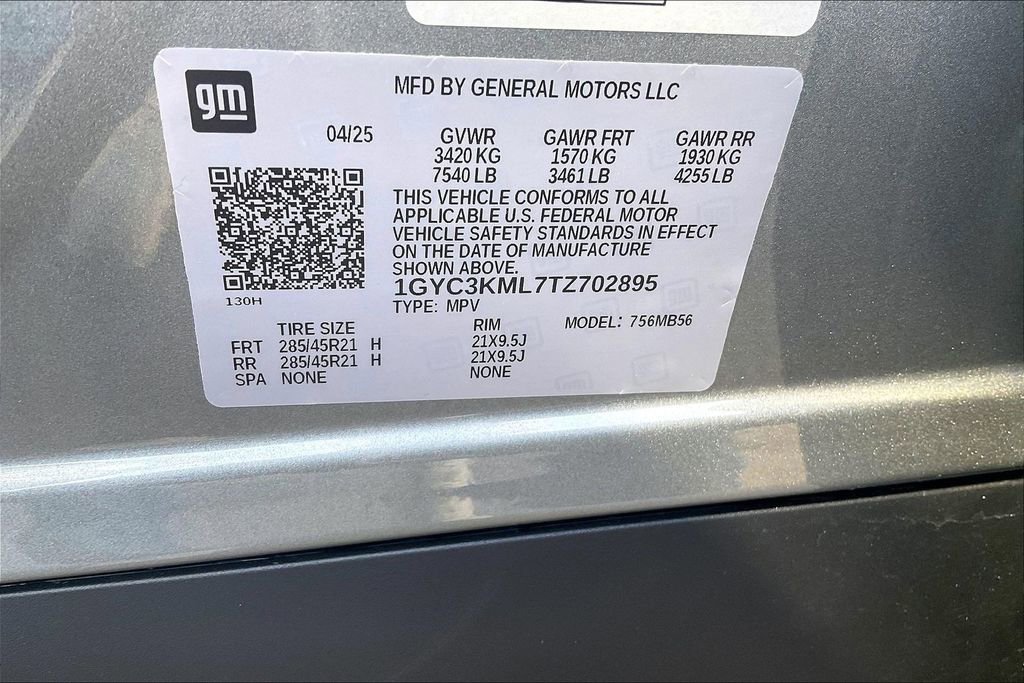 gm
MFD BY GENERAL MOTORS LLC
04/25
GVWR GAWR FRT GAWR RR
3420 KG 1570 KG 1930 KG
7540 LB 3461 LB 4255 LB
THIS VEHICLE CONFORMS TO ALL
APPLICABLE U.S. FEDERAL MOTOR
VEHICLE SAFETY STANDARDS IN EFFECT
ON THE DATE OF MANUFACTURE
SHOWN ABOVE.
1GYC3KML7TZ702895
130H
TYPE: MPV
TIRE SIZE RIM MODEL: 756MB56
FRT 285/45R21 H 21X9.5J
RR 285/45R21 H 21X9.5J
SPA NONE NONE